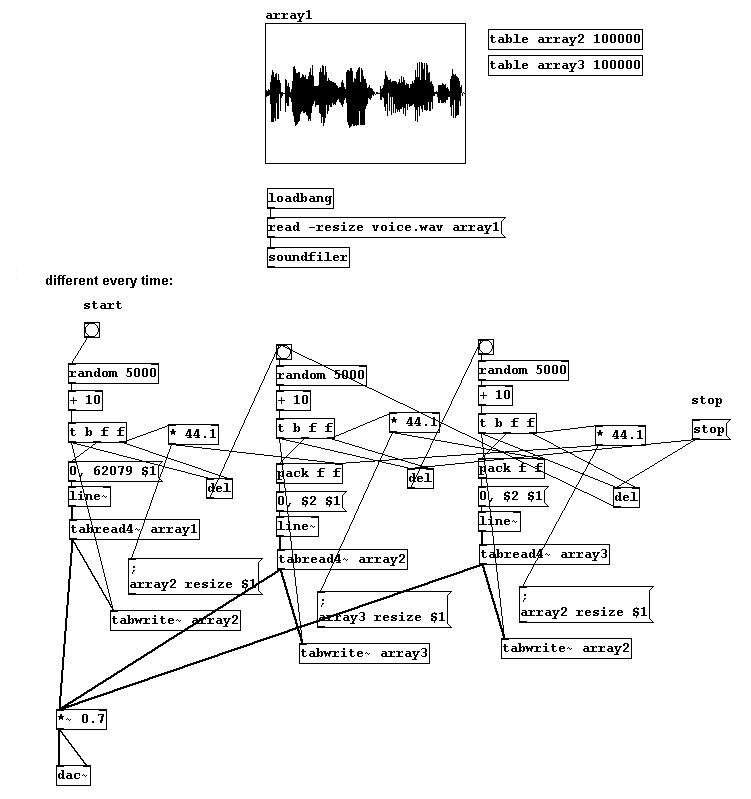 array1
table array2 100000
table array3 100000
loadbang
read -resize voice.wav array1
soundfiler
different every time:
start
random 5000
+ 10
t b f f
* 44.1
0, 62079 $1
del
line~
tabread4~ array1
;
array2 resize $1
tabwrite~ array2
random 5000
+ 10
t b f f
* 44.1
pack f f
del
0, $2 $1
line~
tabread4~ array2
;
array3 resize $1
tabwrite~ array3
random 5000
+ 10
t b f f
* 44.1
pack f f
del
0, $2 $1
line~
tabread4~ array3
;
array2 resize $1
tabwrite~ array2
stop
stop
*~ 0.7
dac~